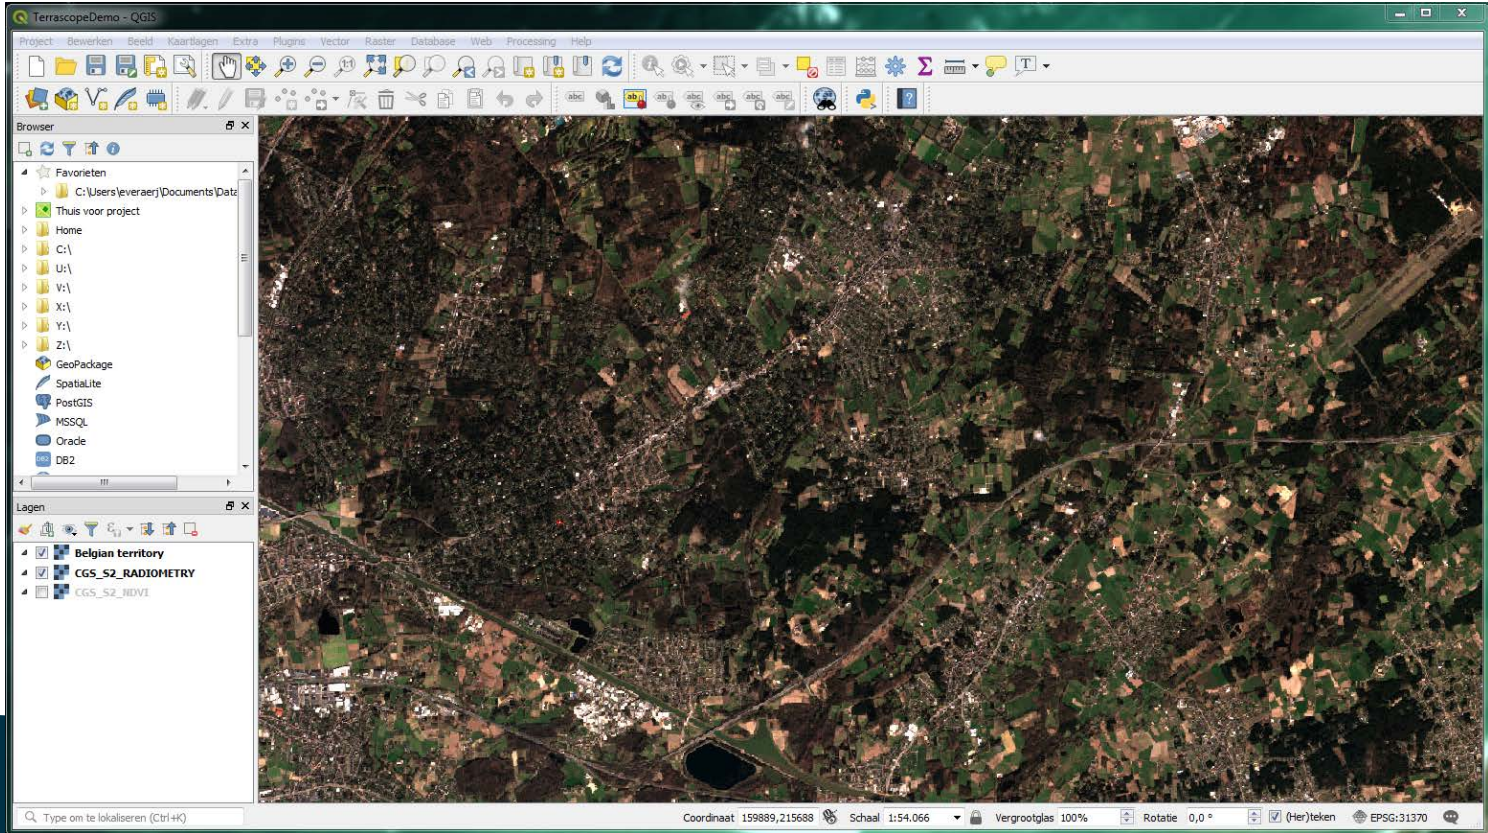 TerrascopeDemo - QGIS
Project Bewerken Beeld Kaartlagen Extra Plugins Vector Raster Database Web Processing Help
Browser
Favorieten
C:\Users\everaerj\Documents\Data
Thuis voor project
Home
C:\
U:\
V:\
X:\
Y:\
Z:\
GeoPackage
SpatiaLite
PostGIS
MSSQL
Oracle
DB2
Lagen
Belgian territory
CGS_S2_RADIOMETRY
CGS_S2_NDVI
Type om te lokaliseren (Ctrl+K)
Coordinaat 159889,215688 Schaal 1:54.066 Vergrootglas 100% Rotatie 0,0 ° (Her)teken EPSG:31370